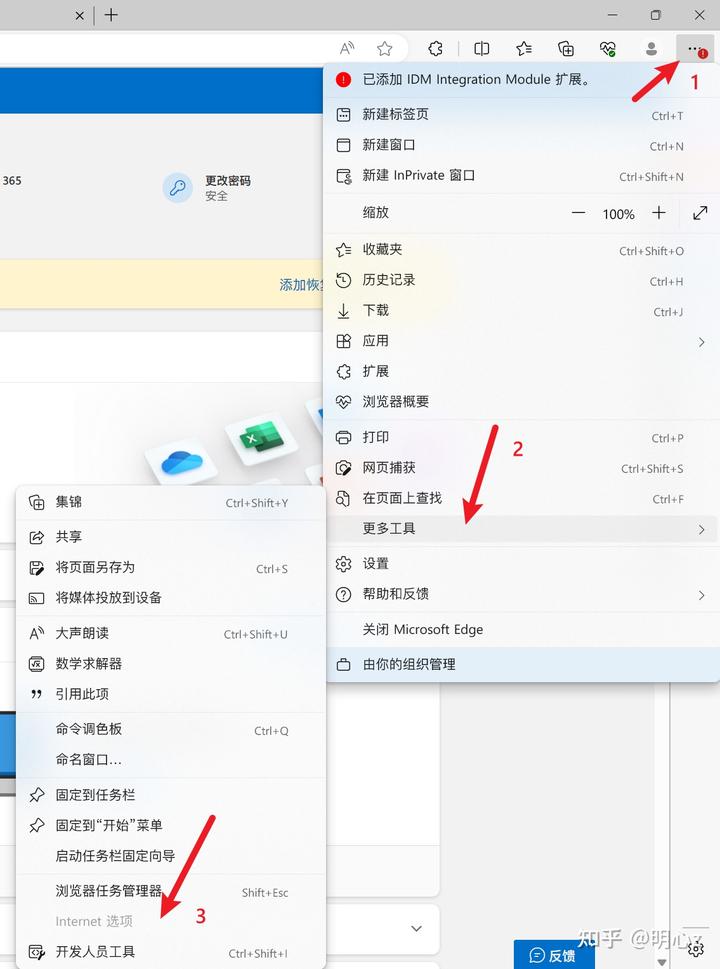 1
已添加 IDM Integration Module 扩展。
新建标签页 Ctrl+T
新建窗口 Ctrl+N
新建 InPrivate 窗口 Ctrl+Shift+N
缩放 100%
收藏夹 Ctrl+Shift+O
历史记录 Ctrl+H
下载 Ctrl+J
应用
扩展
浏览器概要
打印 Ctrl+P
网页捕获 Ctrl+Shift+S
在页面上查找 Ctrl+F
更多工具
2
设置
帮助和反馈
关闭 Microsoft Edge
由你的组织管理
365
更改密码
安全
添加恢
集锦 Ctrl+Shift+Y
共享
将页面另存为 Ctrl+S
将媒体投放到设备
大声朗读 Ctrl+Shift+U
数学求解器
引用此项
命令调色板 Ctrl+Q
命名窗口...
固定到任务栏
固定到“开始”菜单
启动任务栏固定向导
浏览器任务管理器 Shift+Esc
Internet 选项
3
开发人员工具 Ctrl+Shift+I
反馈
知乎 @明心